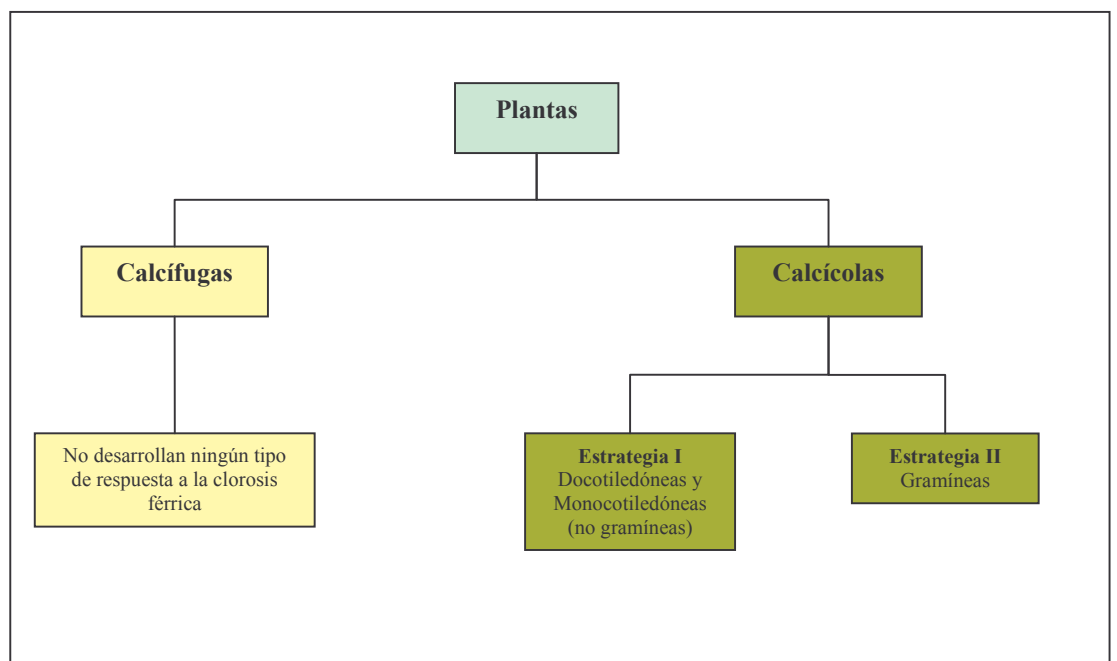 Plantas
Calcífugas
Calcícolas
No desarrollan ningún tipo
de respuesta a la clorosis
férrica
Estrategia I
Docotiledóneas y
Monocotiledóneas
(no gramíneas)
Estrategia II
Gramíneas